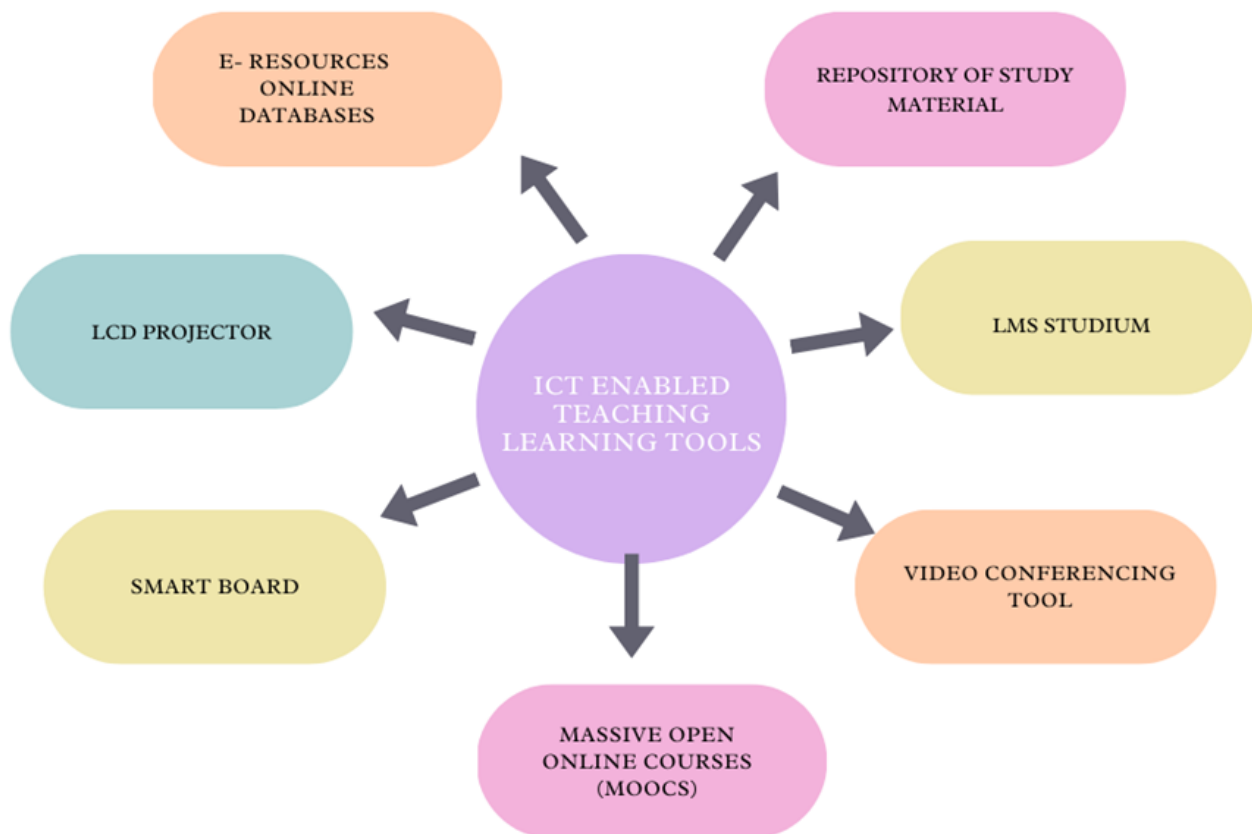 E- RESOURCES
ONLINE
DATABASES
REPOSITORY OF STUDY
MATERIAL
LCD PROJECTOR
LMS STUDIUM
ICT ENABLED
TEACHING
LEARNING TOOLS
SMART BOARD
VIDEO CONFERENCING
TOOL
MASSIVE OPEN
ONLINE COURSES
(MOOCS)